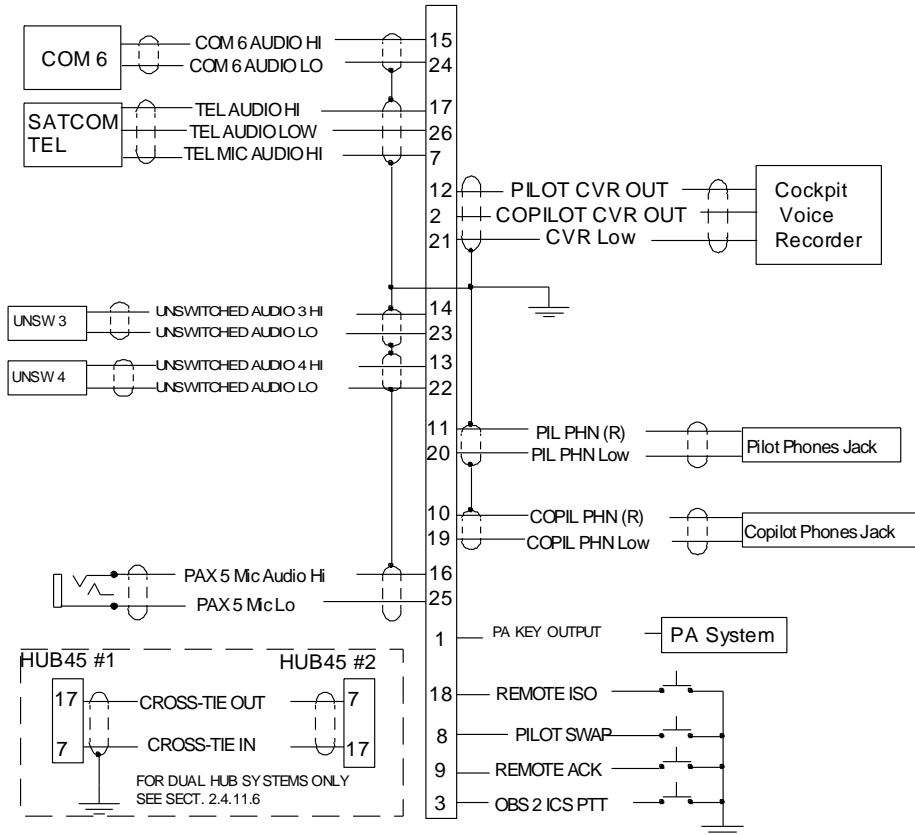 COM 6
COM 6 AUDIO HI
15
COM 6 AUDIO LO
24
SATCOM
TEL
TEL AUDIO HI
17
TEL AUDIO LOW
26
TEL MIC AUDIO HI
7
12
PILOT CVR OUT
2
COPILOT CVR OUT
21
CVR Low
Cockpit
Voice
Recorder
UNSW 3
UNSWITCHED AUDIO 3 HI
14
UNSWITCHED AUDIO LO
23
UNSW 4
UNSWITCHED AUDIO 4 HI
13
UNSWITCHED AUDIO LO
22
11
PIL PHN (R)
20
PIL PHN Low
Pilot Phones Jack
10
COPIL PHN (R)
19
COPIL PHN Low
Copilot Phones Jack
PAX 5 Mic Audio Hi
16
PAX 5 Mic Lo
25
1
PA KEY OUTPUT
PA System
HUB45 #1
HUB45 #2
17
CROSS-TIE OUT
7
7
CROSS-TIE IN
17
FOR DUAL HUB SYSTEMS ONLY
SEE SECT. 2.4.11.6
18
REMOTE ISO
8
PILOT SWAP
9
REMOTE ACK
3
OBS 2 ICS PTT